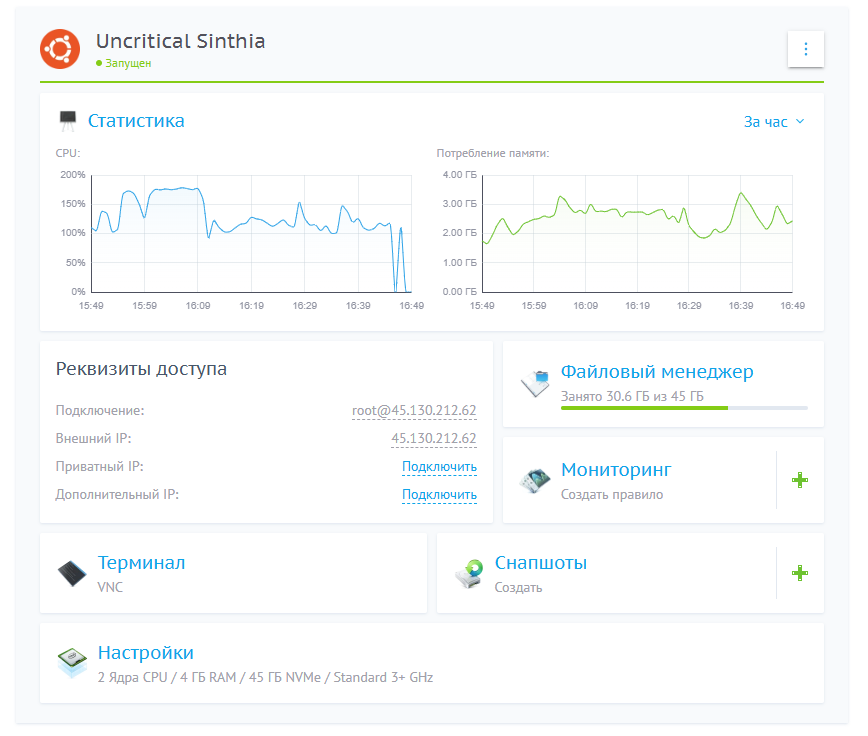 Uncritical Sinthia
Запущен
Статистика
За час
CPU:
200%
150%
100%
50%
0%
15:49 15:59 16:09 16:19 16:29 16:39 16:49
Потребление памяти:
4.00 ГБ
3.00 ГБ
2.00 ГБ
1.00 ГБ
0.00 ГБ
15:49 15:59 16:09 16:19 16:29 16:39 16:49
Реквизиты доступа
Подключение: root@45.130.212.62
Внешний IP: 45.130.212.62
Приватный IP: Подключить
Дополнительный IP: Подключить
Файловый менеджер
Занято 30.6 ГБ из 45 ГБ
Мониторинг
Создать правило
Терминал
VNC
Снапшоты
Создать
Настройки
2 Ядра CPU / 4 ГБ RAM / 45 ГБ NVMe / Standard 3+ GHz